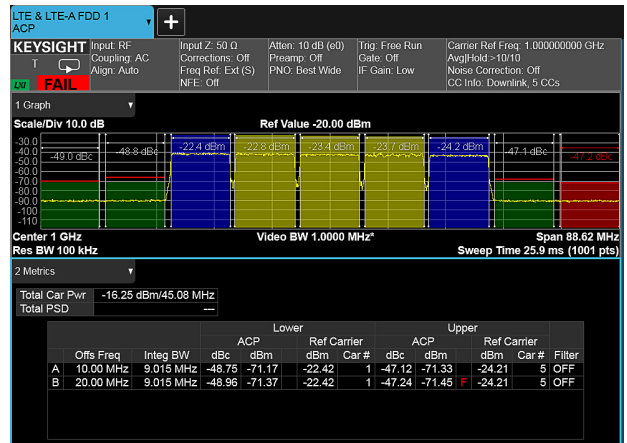 LTE & LTE-A FDD 1
ACP
KEYSIGHT
T
LXI
FAIL
Input: RF
Coupling: AC
Align: Auto
Input Z: 50 Ω
Corrections: Off
Freq Ref: Ext (S)
NFE: Off
Atten: 10 dB (e0)
Preamp: Off
PNO: Best Wide
Trig: Free Run
Gate: Off
IF Gain: Low
Carrier Ref Freq: 1.000000000 GHz
Avg|Hold:>10/10
Noise Correction: Off
CC Info: Downlink, 5 CCs
1 Graph
Scale/Div 10.0 dB
Ref Value -20.00 dBm
-30.0
-40.0
-50.0
-60.0
-70.0
-80.0
-90.0
-100
-110
-49.0 dBc
-48.8 dBc
-22.4 dBm
-22.8 dBm
-23.4 dBm
-23.7 dBm
-24.2 dBm
-47.1 dBc
-47.2 dBc
Center 1 GHz
Video BW 1.0000 MHz*
Span 88.62 MHz
Res BW 100 kHz
Sweep Time 25.9 ms (1001 pts)
2 Metrics
Total Car Pwr -16.25 dBm/45.08 MHz
Total PSD ---
Lower Upper
ACP Ref Carrier ACP Ref Carrier
Offs Freq Integ BW dBc dBm dBm Car # dBc dBm dBm Car # Filter
A 10.00 MHz 9.015 MHz -48.75 -71.17 -22.42 1 -47.12 -71.33 -24.21 5 OFF
B 20.00 MHz 9.015 MHz -48.96 -71.37 -22.42 1 -47.24 -71.45 F -24.21 5 OFF